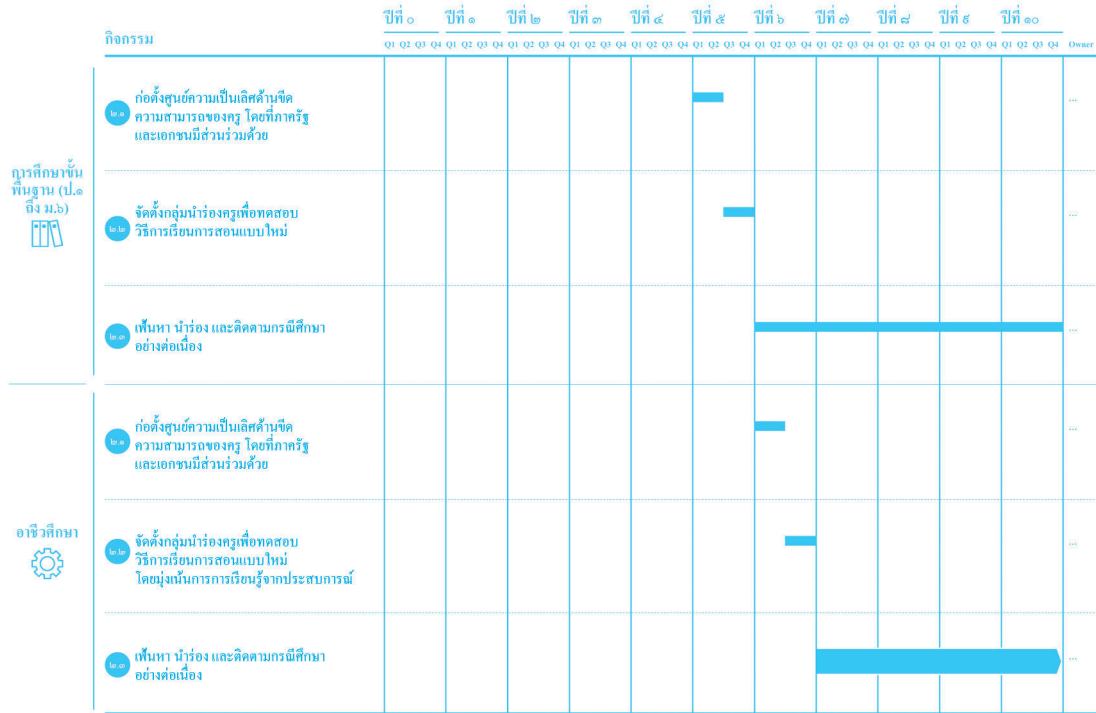 ปีที่ ๐ ปีที่ ๑ ปีที่ ๒ ปีที่ ๓ ปีที่ ๔ ปีที่ ๕ ปีที่ ๖ ปีที่ ๗ ปีที่ ๘ ปีที่ ๙ ปีที่ ๑๐
กิจกรรม
Q1 Q2 Q3 Q4 Q1 Q2 Q3 Q4 Q1 Q2 Q3 Q4 Q1 Q2 Q3 Q4 Q1 Q2 Q3 Q4 Q1 Q2 Q3 Q4 Q1 Q2 Q3 Q4 Q1 Q2 Q3 Q4 Q1 Q2 Q3 Q4 Q1 Q2 Q3 Q4 Q1 Q2 Q3 Q4 Owner
การศึกษาขั้น
พื้นฐาน (ป.๑
ถึง ม.๖)
๒.๑ ก่อตั้งศูนย์ความเป็นเลิศด้านขีด
ความสามารถของครู โดยที่ภาครัฐ
และเอกชนมีส่วนร่วมด้วย
...
๒.๒ จัดตั้งกลุ่มนำร่องครูเพื่อทดสอบ
วิธีการเรียนการสอนแบบใหม่
...
๒.๓ เฟ้นหา นำร่อง และติดตามกรณีศึกษา
อย่างต่อเนื่อง
...
อาชีวศึกษา
๒.๑ ก่อตั้งศูนย์ความเป็นเลิศด้านขีด
ความสามารถของครู โดยที่ภาครัฐ
และเอกชนมีส่วนร่วมด้วย
...
๒.๒ จัดตั้งกลุ่มนำร่องครูเพื่อทดสอบ
วิธีการเรียนการสอนแบบใหม่
โดยมุ่งเน้นการการเรียนรู้จากประสบการณ์
...
๒.๓ เฟ้นหา นำร่อง และติดตามกรณีศึกษา
อย่างต่อเนื่อง
...